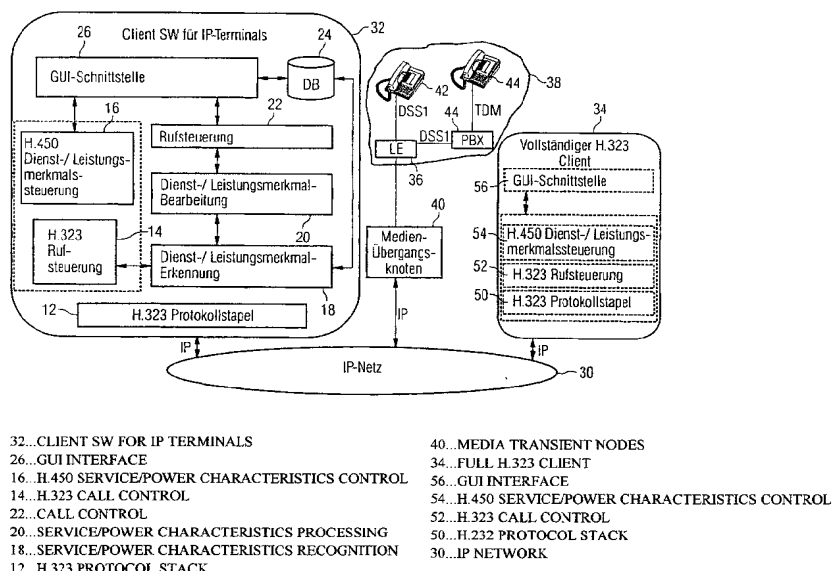 32
Client SW für IP-Terminals
26
24
GUI-Schnittstelle
DB
16
22
H.450
Dienst-/ Leistungs-
merkmals-
steuerung
Rufsteuerung
Dienst-/ Leistungsmerkmal-
Bearbeitung
20
14
H.323
Ruf-
steuerung
Dienst-/ Leistungsmerkmal-
Erkennung
18
12
H.323 Protokollstapel
IP
42
44
38
DSS1
TDM
DSS1
44
LE
PBX
36
40
Medien-
Übergangs-
knoten
IP
34
Vollständiger H.323
Client
56
GUI-Schnittstelle
54
H.450 Dienst-/ Leistungs-
merkmalssteuerung
52
H.323 Rufsteuerung
50
H.323 Protokollstapel
IP
IP-Netz
30
32...CLIENT SW FOR IP TERMINALS
26...GUI INTERFACE
16...H.450 SERVICE/POWER CHARACTERISTICS CONTROL
14...H.323 CALL CONTROL
22...CALL CONTROL
20...SERVICE/POWER CHARACTERISTICS PROCESSING
18...SERVICE/POWER CHARACTERISTICS RECOGNITION
12...H.323 PROTOCOL STACK
40...MEDIA TRANSIENT NODES
34...FULL H.323 CLIENT
56...GUI INTERFACE
54...H.450 SERVICE/POWER CHARACTERISTICS CONTROL
52...H.323 CALL CONTROL
50...H.232 PROTOCOL STACK
30...IP NETWORK